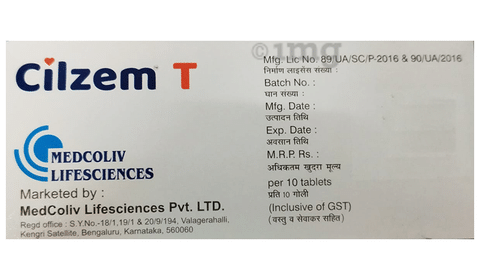 1mg
Cilzem™ T
MEDCOLIV
LIFESCIENCES
Marketed by :
MedColiv Lifesciences Pvt. LTD.
Regd office : S.Y.No.-18/1,19/1 & 20/9/194, Valagerahalli,
Kengri Satellite, Bengaluru, Karnataka, 560060
Mfg. Lic No. 89/UA/SC/P-2016 & 90/UA/2016
निर्माण लाइसेंस संख्या :
Batch No. :
घान संख्या :
Mfg. Date :
उत्पादन तिथि
Exp. Date :
अवसान तिथि
M.R.P. Rs. :
अधिकतम खुदरा मूल्य
per 10 tablets
प्रति 10 गोली
(Inclusive of GST)
(वस्तु व सेवाकर सहित)